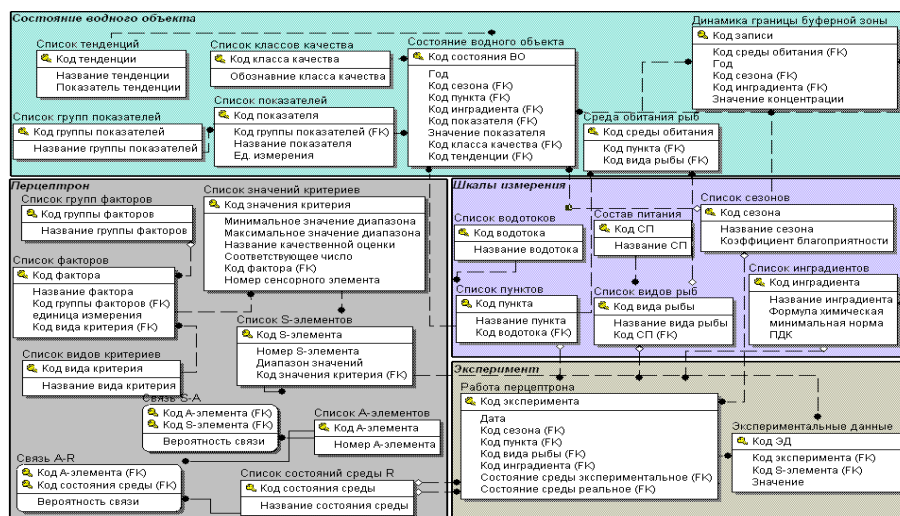 Состояние водного объекта
Список тенденций
Код тенденции
Название тенденции
Показатель тенденции
Список классов качества
Код класса качества
Обознавние класса качества
Состояние водного объекта
Код состояния ВО
Год
Код сезона (FK)
Код пункта (FK)
Код инградиента (FK)
Код показателя (FK)
Значение показателя
Код класса качества (FK)
Код тенденции (FK)
Динамика границы буферной зоны
Код записи
Код среды обитания (FK)
Год
Код сезона (FK)
Код инградиента (FK)
Значение концентрации
Список групп показателей
Код группы показателей
Название группы показателей
Список показателей
Код показателя
Код группы показателей (FK)
Название показателя
Ед. измерения
Среда обитания рыб
Код среды обитания
Код пункта (FK)
Код вида рыбы (FK)
Перцептрон
Список групп факторов
Код группы факторов
Название группы факторов
Список значений критериев
Код значения критерия
Минимальное значение диапазона
Максимальное значение диапазона
Название качественной оценки
Соответствующее число
Код фактора (FK)
Номер сенсорного элемента
Список факторов
Код фактора
Название фактора
Код группы факторов (FK)
единица измерения
Код вида критерия (FK)
Список видов критериев
Код вида критерия
Название вида критерия
Список S-элементов
Код S-элемента
Номер S-элемента
Диапазон значений
Код значения критерия (FK)
Связь S-A
Код A-элемента (FK)
Код S-элемента (FK)
Вероятность связи
Список A-элементов
Код A-элемента
Номер A-элемента
Связь A-R
Код A-элемента (FK)
Код состояния среды (FK)
Вероятность связи
Список состояний среды R
Код состояния среды
Название состояния среды
Шкалы измерения
Список водотоков
Код водотока
Название водотока
Состав питания
Код СП
Название СП
Список сезонов
Код сезона
Название сезона
Коэффициент благоприятности
Список пунктов
Код пункта
Название пункта
Код водотока (FK)
Список видов рыб
Код вида рыбы
Название вида рыбы
Код СП (FK)
Список инградиентов
Код инградиента
Название инградиента
Формула химическая
минимальная норма
ПДК
Эксперимент
Работа перцептрона
Код эксперимента
Дата
Код сезона (FK)
Код пункта (FK)
Код вида рыбы (FK)
Код инградиента (FK)
Состояние среды экспериментальное (FK)
Состояние среды реальное (FK)
Экспериментальные данные
Код ЭД
Код эксперимента (FK)
Код S-элемента (FK)
Значение